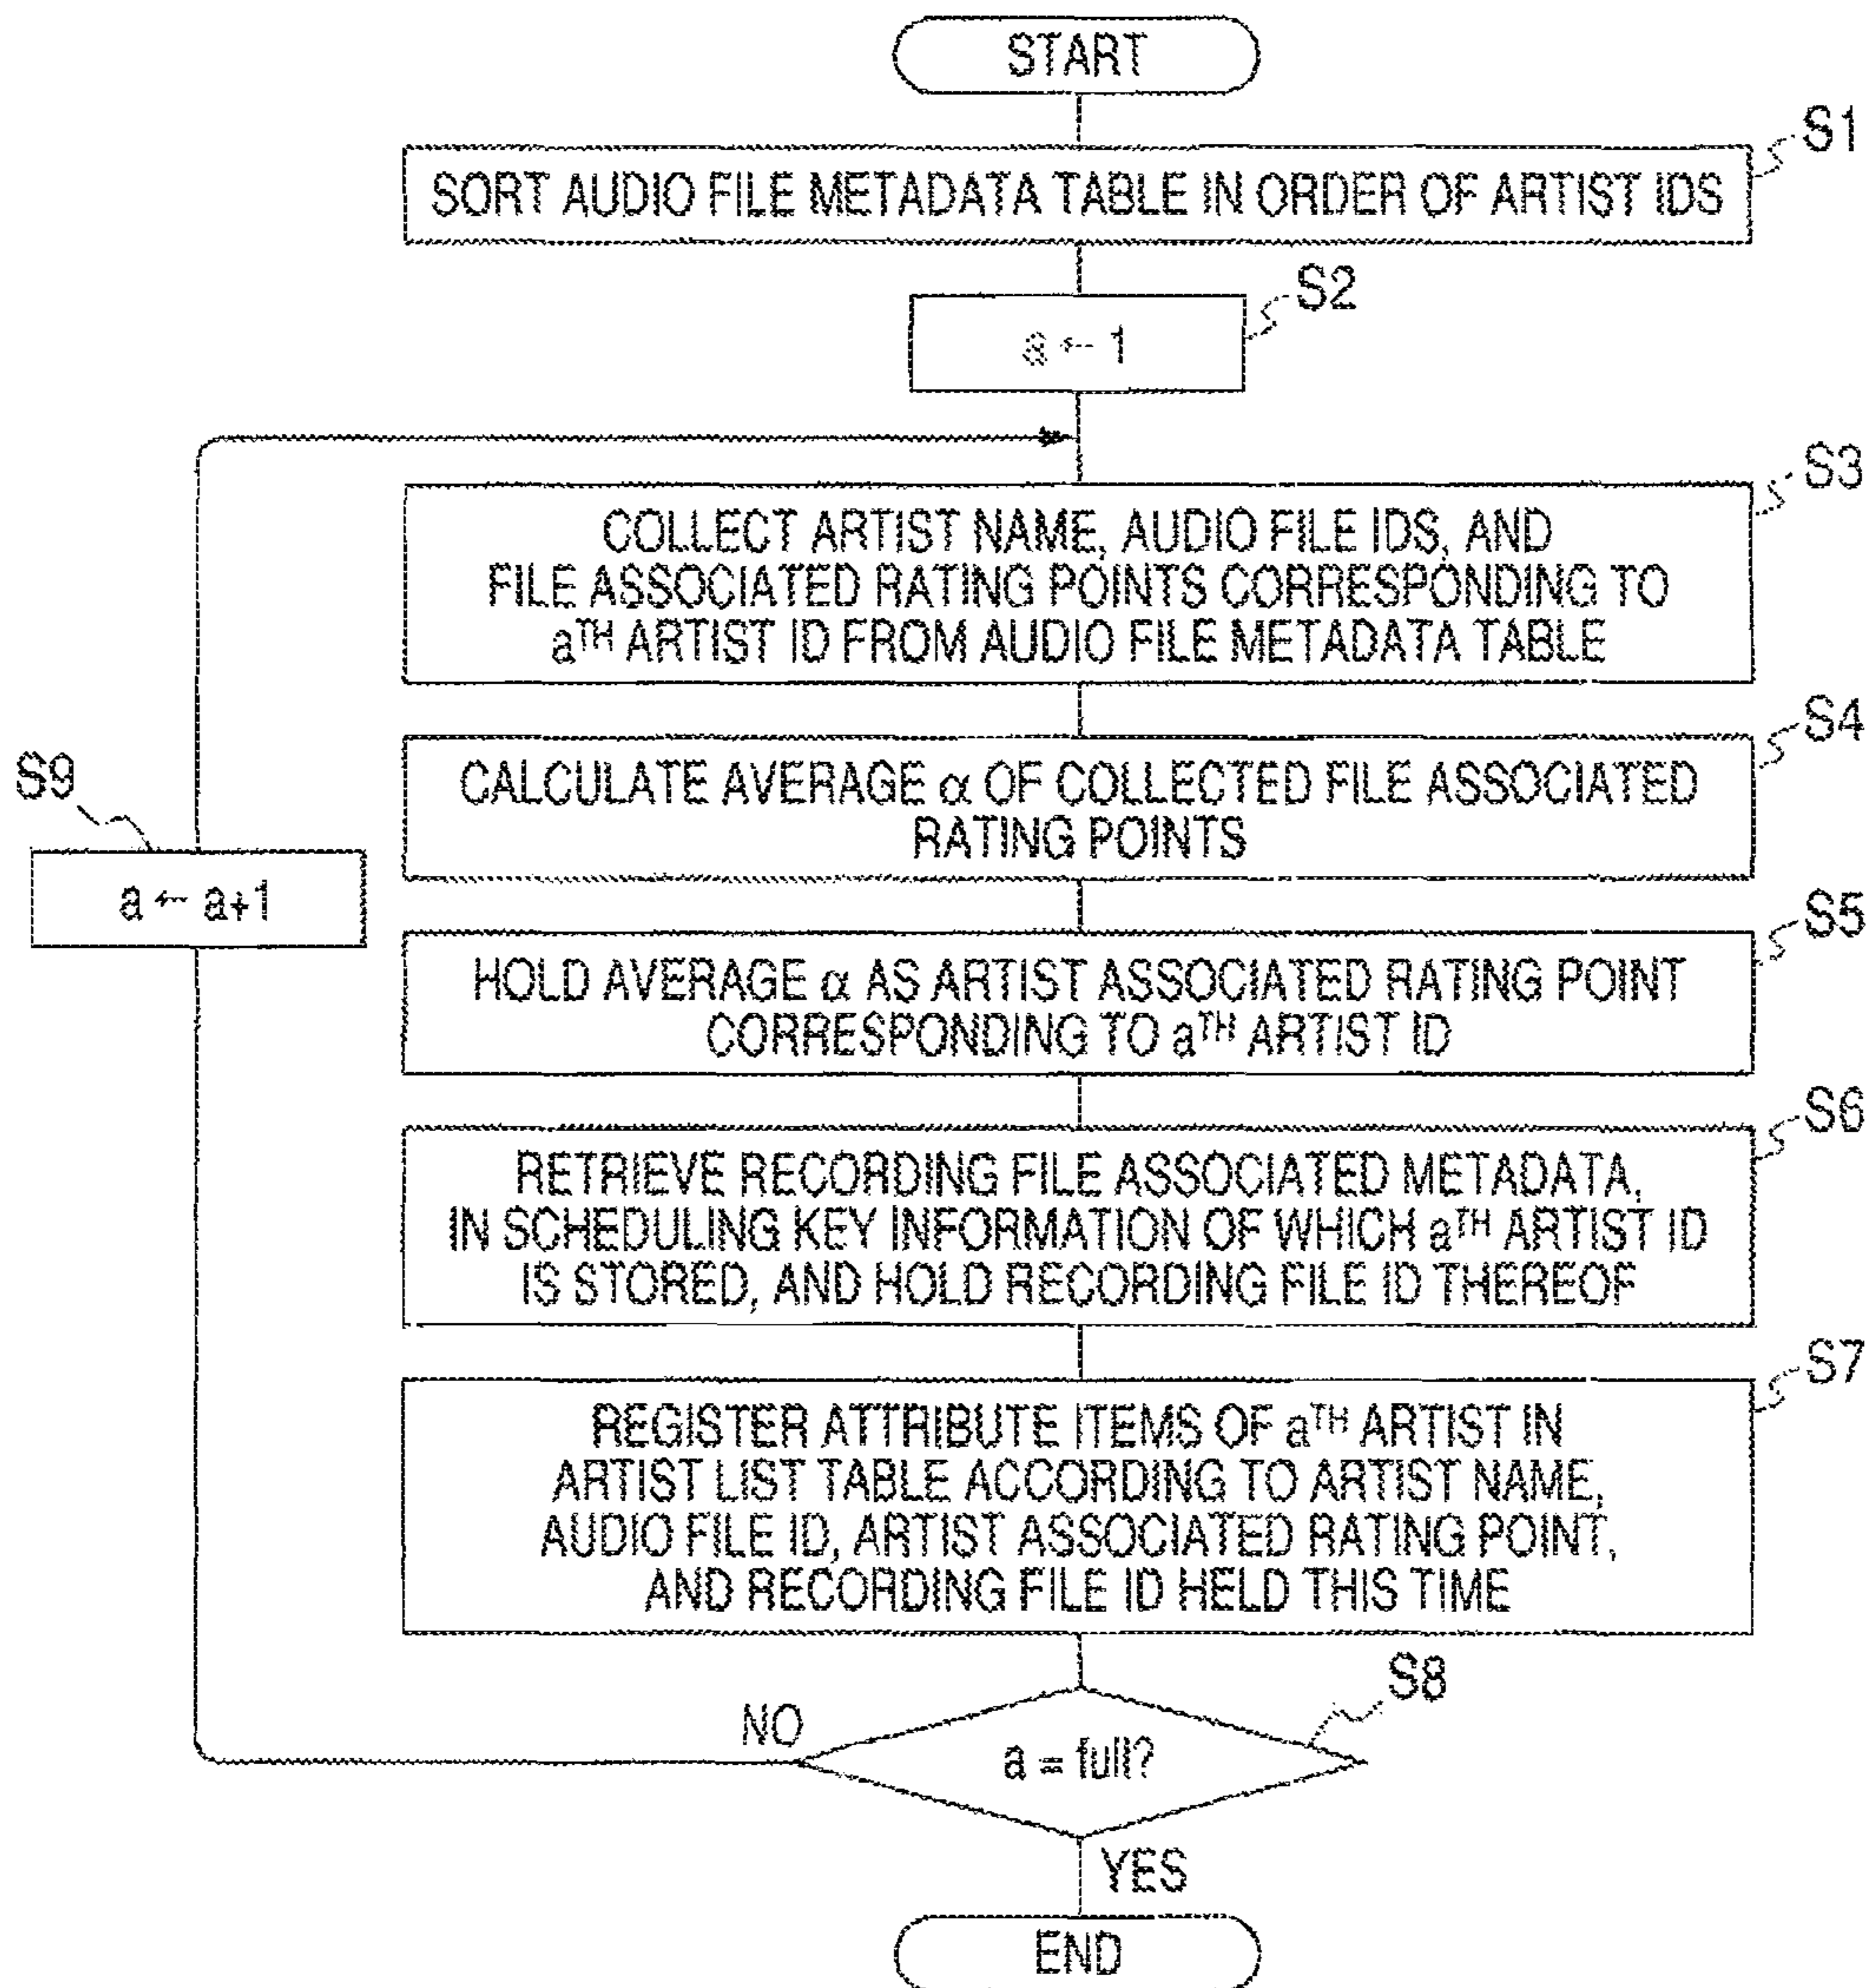 START
S1
SORT AUDIO FILE METADATA TABLE IN ORDER OF ARTIST IDS
S2
a ← 1
S3
COLLECT ARTIST NAME, AUDIO FILE IDS, AND
FILE ASSOCIATED RATING POINTS CORRESPONDING TO
aTH ARTIST ID FROM AUDIO FILE METADATA TABLE
S4
CALCULATE AVERAGE α OF COLLECTED FILE ASSOCIATED
RATING POINTS
S9
a ← a+1
S5
HOLD AVERAGE α AS ARTIST ASSOCIATED RATING POINT
CORRESPONDING TO aTH ARTIST ID
S6
RETRIEVE RECORDING FILE ASSOCIATED METADATA,
IN SCHEDULING KEY INFORMATION OF WHICH aTH ARTIST ID
IS STORED, AND HOLD RECORDING FILE ID THEREOF
S7
REGISTER ATTRIBUTE ITEMS OF aTH ARTIST IN
ARTIST LIST TABLE ACCORDING TO ARTIST NAME,
AUDIO FILE ID, ARTIST ASSOCIATED RATING POINT,
AND RECORDING FILE ID HELD THIS TIME
S8
NO
a = full?
YES
END